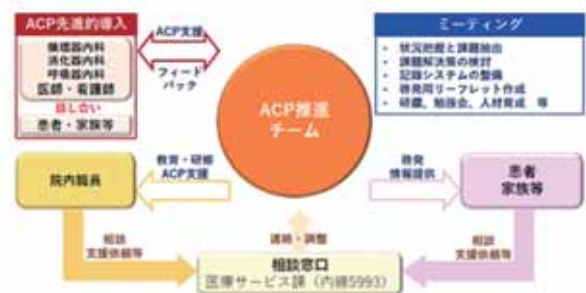 ACP先進的導入
循環器内科
消化器内科
呼吸器内科
医師・看護師
話し合い
患者・家族等
ACP支援
フィード
バック
ACP推進
チーム
ミーティング
• 状況把握と課題抽出
• 課題解決策の検討
• 記録システムの整備
• 啓発用リーフレット作成
• 研鑽、勉強会、人材育成 等
院内職員
教育・研修
ACP支援
啓発
情報提供
患者
家族等
相談
支援依頼等
連絡・調整
相談
支援依頼等
相談窓口
医療サービス課（内線5993）